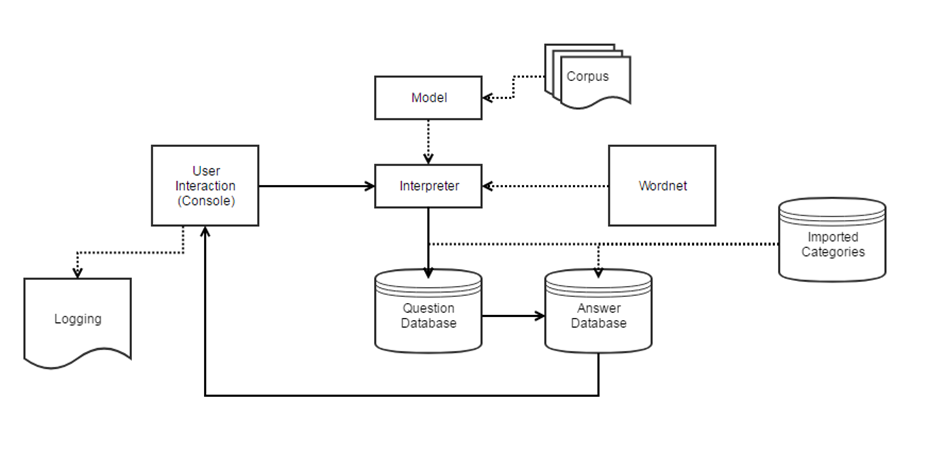 Corpus
Model
User
Interaction
(Console)
Interpreter
Wordnet
Imported
Categories
Question
Database
Answer
Database
Logging